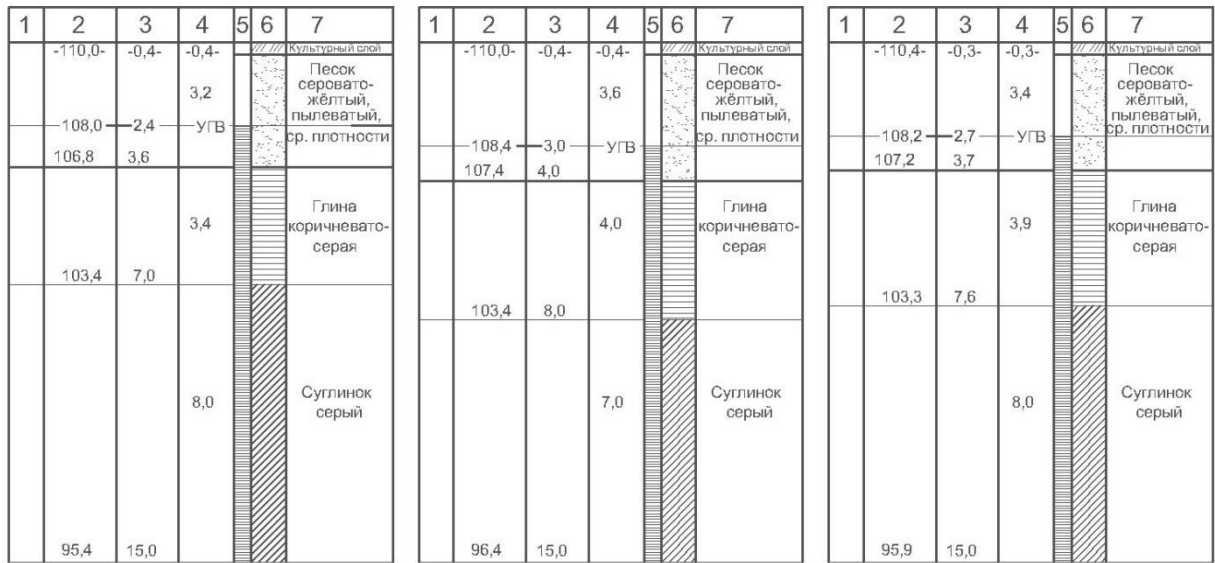 1 2 3 4 5 6 7
-110,0- -0,4- -0,4- Культурный слой
Песок
серовато-
жёлтый,
пылеватый,
ср. плотности
3,2
108,0 2,4 УГВ
106,8 3,6
3,4
Глина
коричневато-
серая
103,4 7,0
8,0
Суглинок
серый
95,4 15,0
1 2 3 4 5 6 7
-110,0- -0,4- -0,4- Культурный слой
Песок
серовато-
жёлтый,
пылеватый,
ср. плотности
3,6
108,4 3,0 УГВ
107,4 4,0
4,0
Глина
коричневато-
серая
103,4 8,0
7,0
Суглинок
серый
96,4 15,0
1 2 3 4 5 6 7
-110,4- -0,3- -0,3- Культурный слой
Песок
серовато-
жёлтый,
пылеватый,
ср. плотности
3,4
108,2 2,7 УГВ
107,2 3,7
3,9
Глина
коричневато-
серая
103,3 7,6
8,0
Суглинок
серый
95,9 15,0